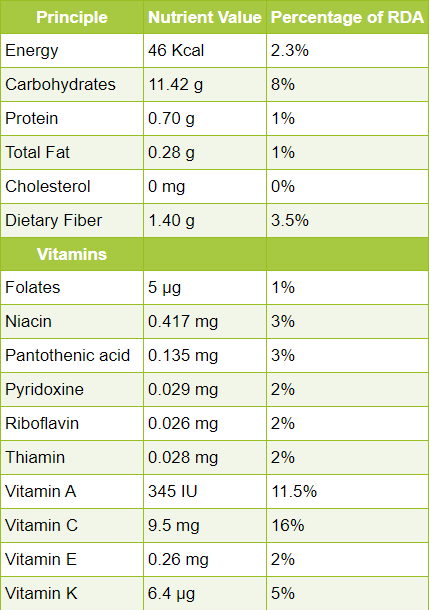 Principle Nutrient Value Percentage of RDA
Energy 46 Kcal 2.3%
Carbohydrates 11.42 g 8%
Protein 0.70 g 1%
Total Fat 0.28 g 1%
Cholesterol 0 mg 0%
Dietary Fiber 1.40 g 3.5%
Vitamins
Folates 5 µg 1%
Niacin 0.417 mg 3%
Pantothenic acid 0.135 mg 3%
Pyridoxine 0.029 mg 2%
Riboflavin 0.026 mg 2%
Thiamin 0.028 mg 2%
Vitamin A 345 IU 11.5%
Vitamin C 9.5 mg 16%
Vitamin E 0.26 mg 2%
Vitamin K 6.4 µg 5%